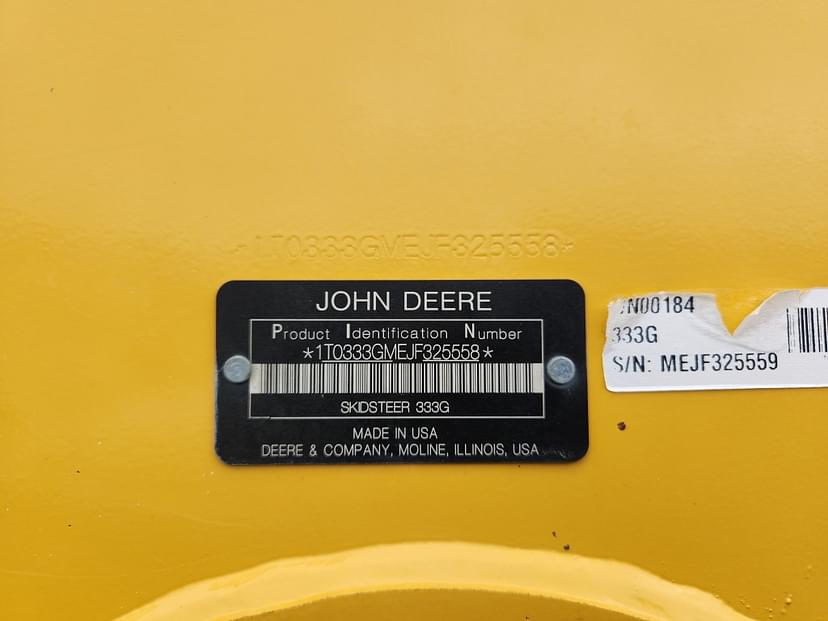 *1T0333GMEJF325558*
JOHN DEERE
Product Identification Number
*1T0333GMEJF325558*
SKIDSTEER 333G
MADE IN USA
DEERE & COMPANY, MOLINE, ILLINOIS, USA
333G
S/N: MEJF325559